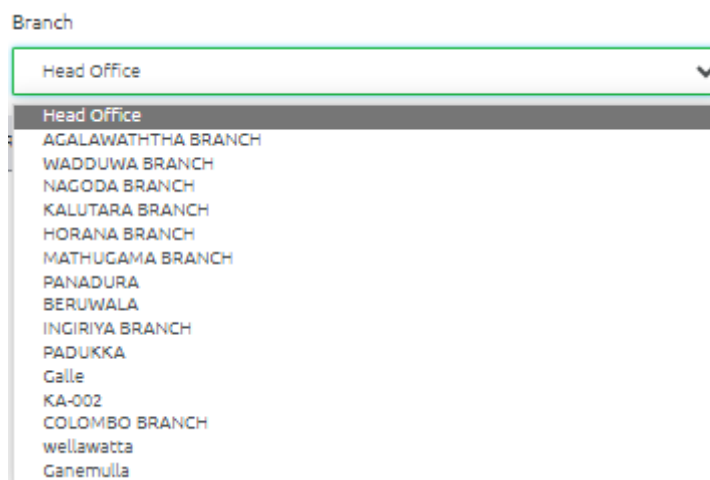 Branch
Head Office
Head Office
AGALAWATHTHA BRANCH
WADDUWA BRANCH
NAGODA BRANCH
KALUTARA BRANCH
HORANA BRANCH
MATHUGAMA BRANCH
PANADURA
BERUWALA
INGIRIYA BRANCH
PADUKKA
Galle
KA-002
COLOMBO BRANCH
wellawatta
Ganemulla